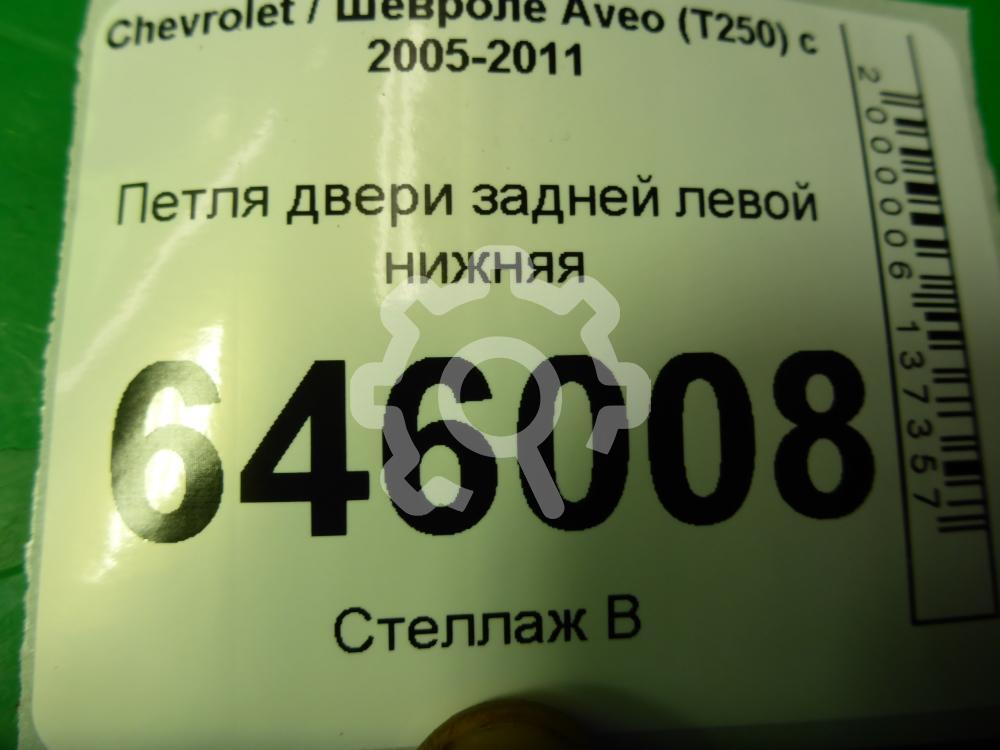 Chevrolet / Шевроле Aveo (T250) с
2005-2011
Петля двери задней левой
нижняя
646008
Стеллаж В
2000006137357